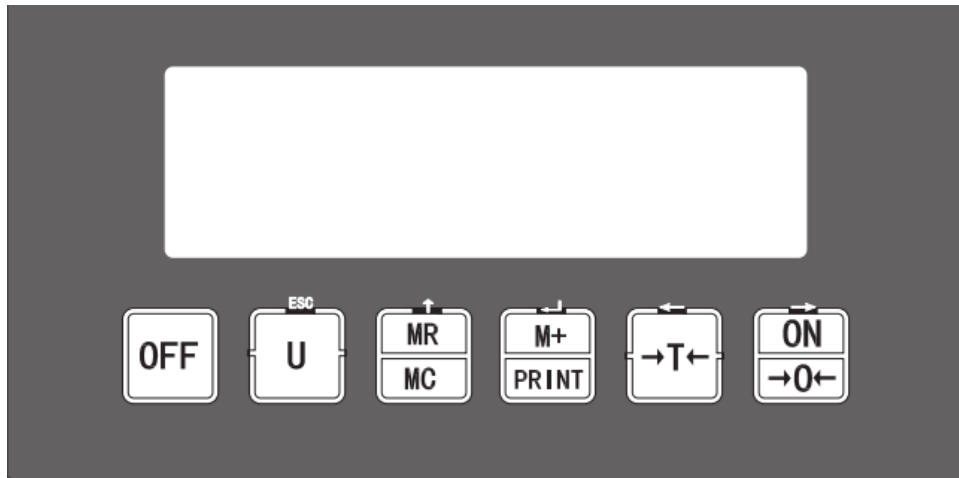 ESC ↑ ↵ ← →
OFF U MR M+ →T← ON
MC PRINT →0←